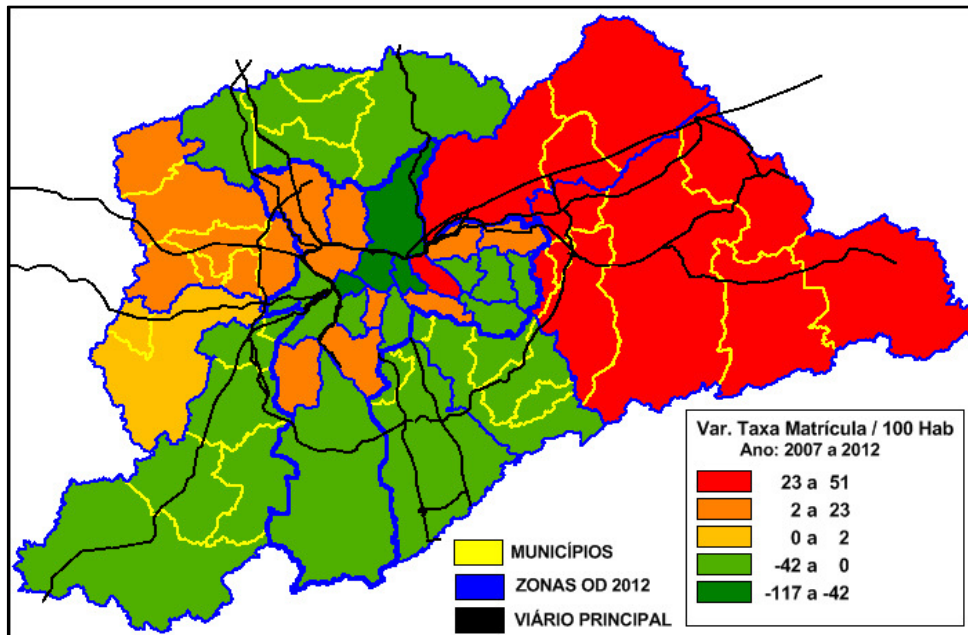 Var. Taxa Matrícula / 100 Hab
Ano: 2007 a 2012
23 a 51
2 a 23
0 a 2
-42 a 0
-117 a -42
MUNICÍPIOS
ZONAS OD 2012
VIÁRIO PRINCIPAL